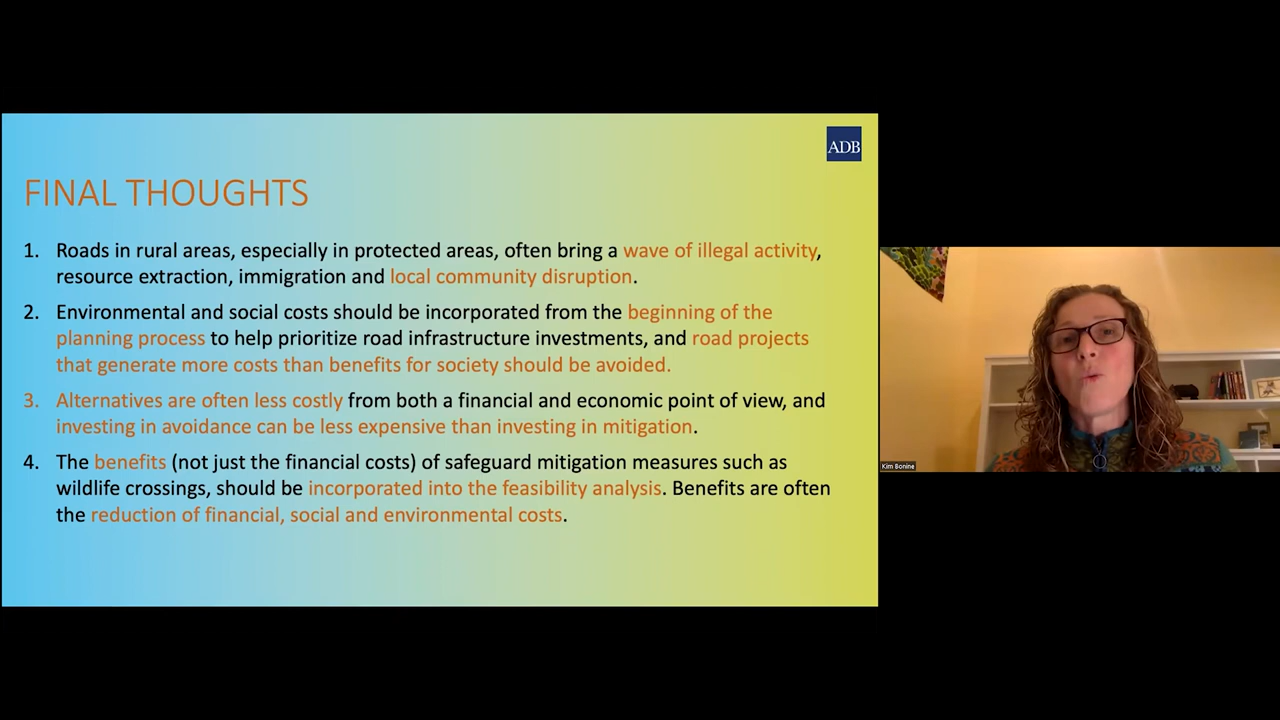 ADB
FINAL THOUGHTS
1. Roads in rural areas, especially in protected areas, often bring a wave of illegal activity,
resource extraction, immigration and local community disruption.
2. Environmental and social costs should be incorporated from the beginning of the
planning process to help prioritize road infrastructure investments, and road projects
that generate more costs than benefits for society should be avoided.
3. Alternatives are often less costly from both a financial and economic point of view, and
investing in avoidance can be less expensive than investing in mitigation.
4. The benefits (not just the financial costs) of safeguard mitigation measures such as
wildlife crossings, should be incorporated into the feasibility analysis. Benefits are often
the reduction of financial, social and environmental costs.
Kim Bonine